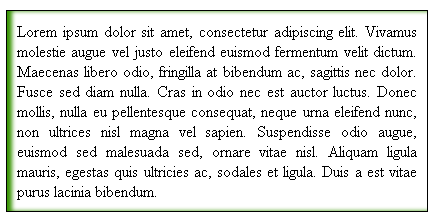 Lorem ipsum dolor sit amet, consectetur adipiscing elit. Vivamus
molestie augue vel justo eleifend euismod fermentum velit dictum.
Maecenas libero odio, fringilla at bibendum ac, sagittis nec dolor.
Fusce sed diam nulla. Cras in odio nec est auctor luctus. Donec
mollis, nulla eu pellentesque consequat, neque urna eleifend nunc,
non ultrices nisl magna vel sapien. Suspendisse odio augue,
euismod sed malesuada sed, ornare vitae nisl. Aliquam ligula
mauris, egestas quis ultricies ac, sodales et ligula. Duis a est vitae
purus lacinia bibendum.